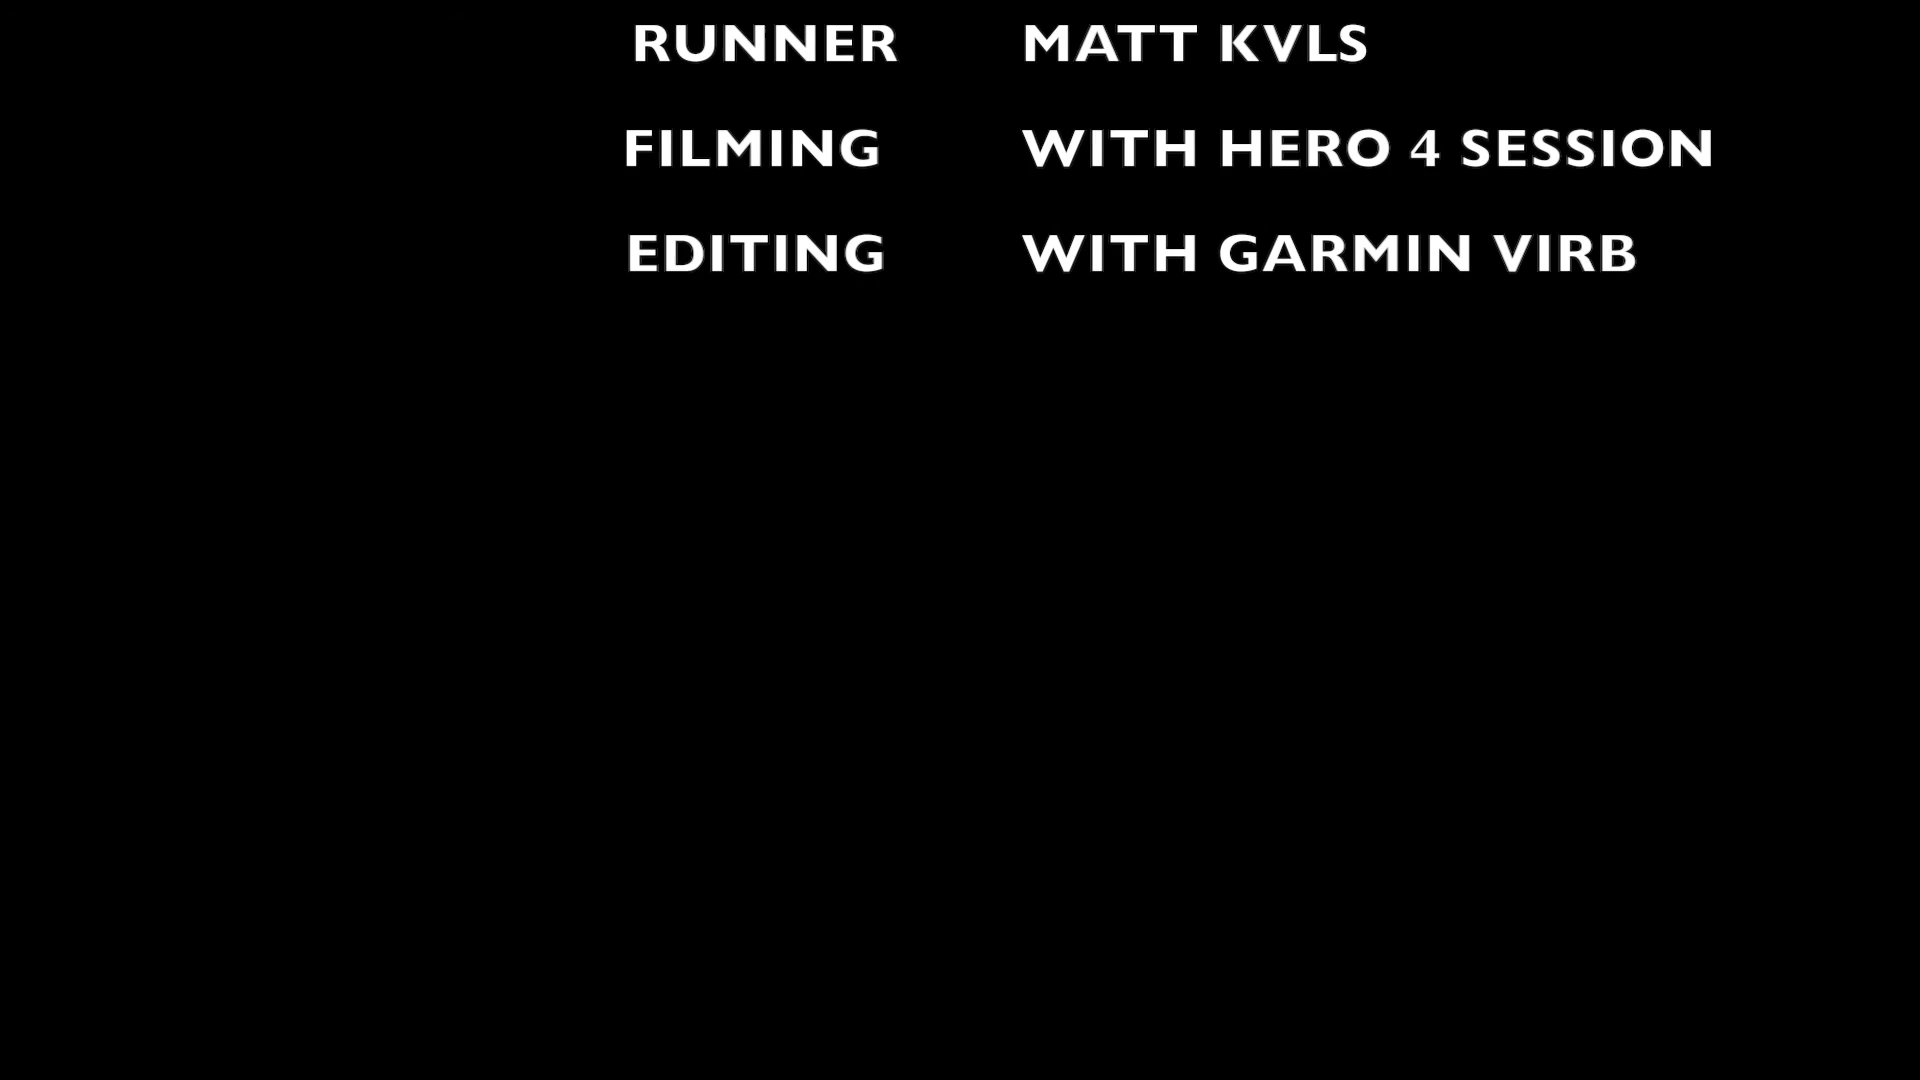 RUNNER MATT KVLS
FILMING WITH HERO 4 SESSION
EDITING WITH GARMIN VIRB